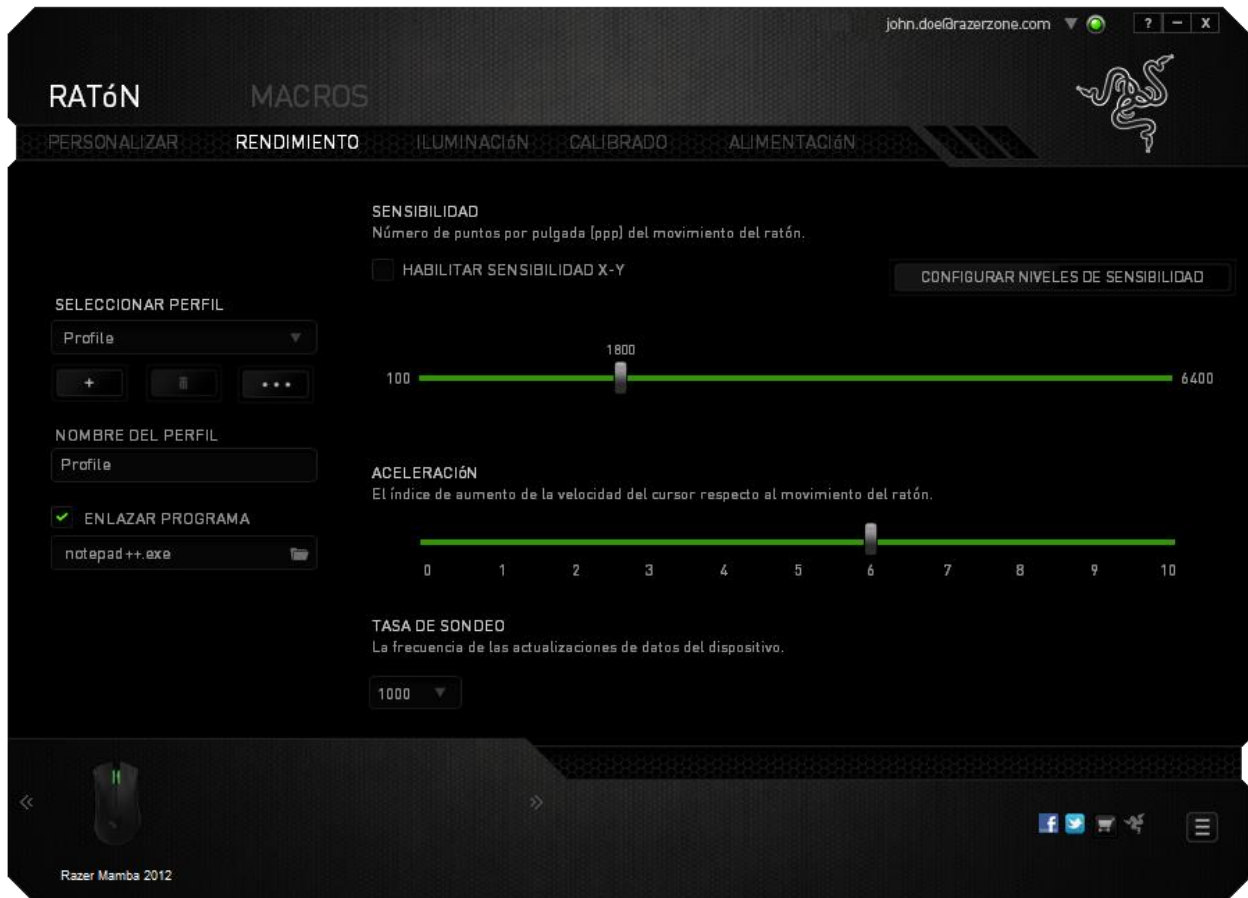 john.doe@razerzone.com
? – X
RATóN MACROS
PERSONALIZAR RENDIMIENTO ILUMINACIóN CALIBRADO ALIMENTACIóN
SELECCIONAR PERFIL
Profile
+ •••
NOMBRE DEL PERFIL
Profile
ENLAZAR PROGRAMA
notepad++.exe
SENSIBILIDAD
Número de puntos por pulgada (ppp) del movimiento del ratón.
HABILITAR SENSIBILIDAD X-Y
CONFIGURAR NIVELES DE SENSIBILIDAD
1800
100 6400
ACELERACIóN
El índice de aumento de la velocidad del cursor respecto al movimiento del ratón.
0 1 2 3 4 5 6 7 8 9 10
TASA DE SONDEO
La frecuencia de las actualizaciones de datos del dispositivo.
1000
Razer Mamba 2012